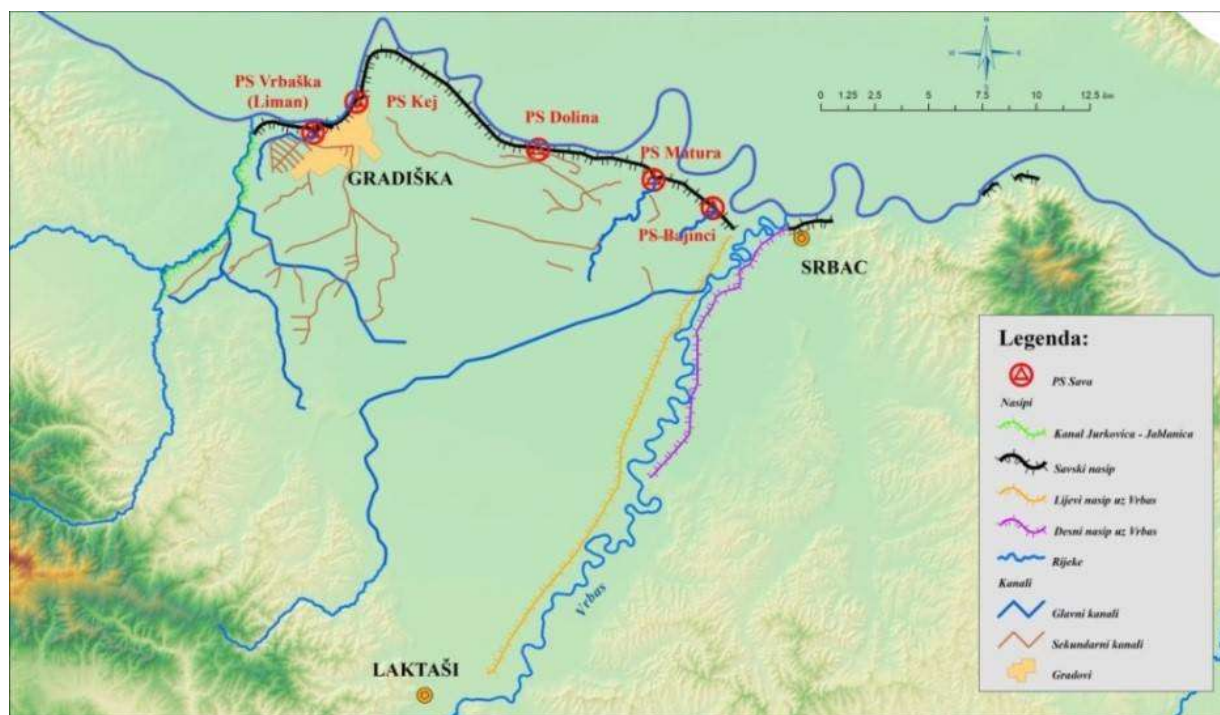 N
W
E
S
0 1.25 2.5 5 7.5 10 12.5 km
PS Vrbaška
(Liman)
PS Kej
PS Dolina
PS Matura
GRADIŠKA
PS Bajinci
SRBAC
Vrbas
LAKTAŠI
Legenda:
PS Sava
Nasipi
Kanal Jurkovica - Jablanica
Savski nasip
Lijevi nasip uz Vrbas
Desni nasip uz Vrbas
Rijeke
Kanali
Glavni kanali
Sekundarni kanali
Gradovi